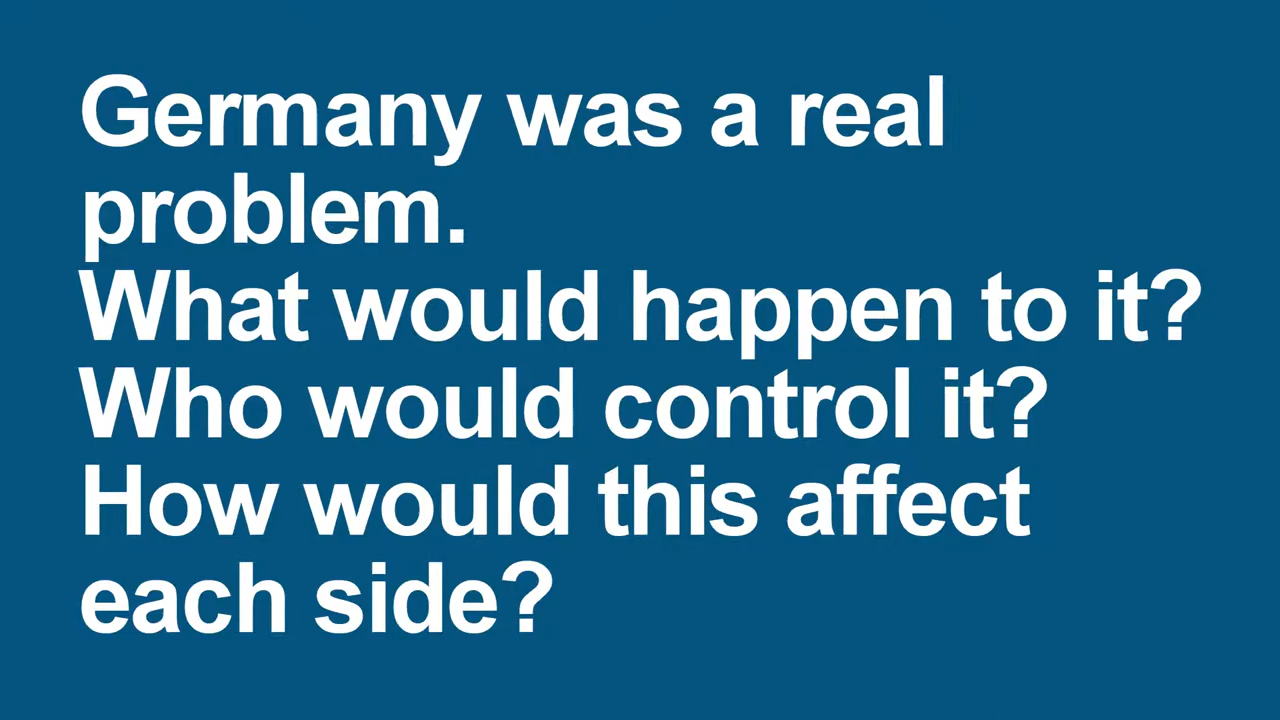 Germany was a real
problem.
What would happen to it?
Who would control it?
How would this affect
each side?